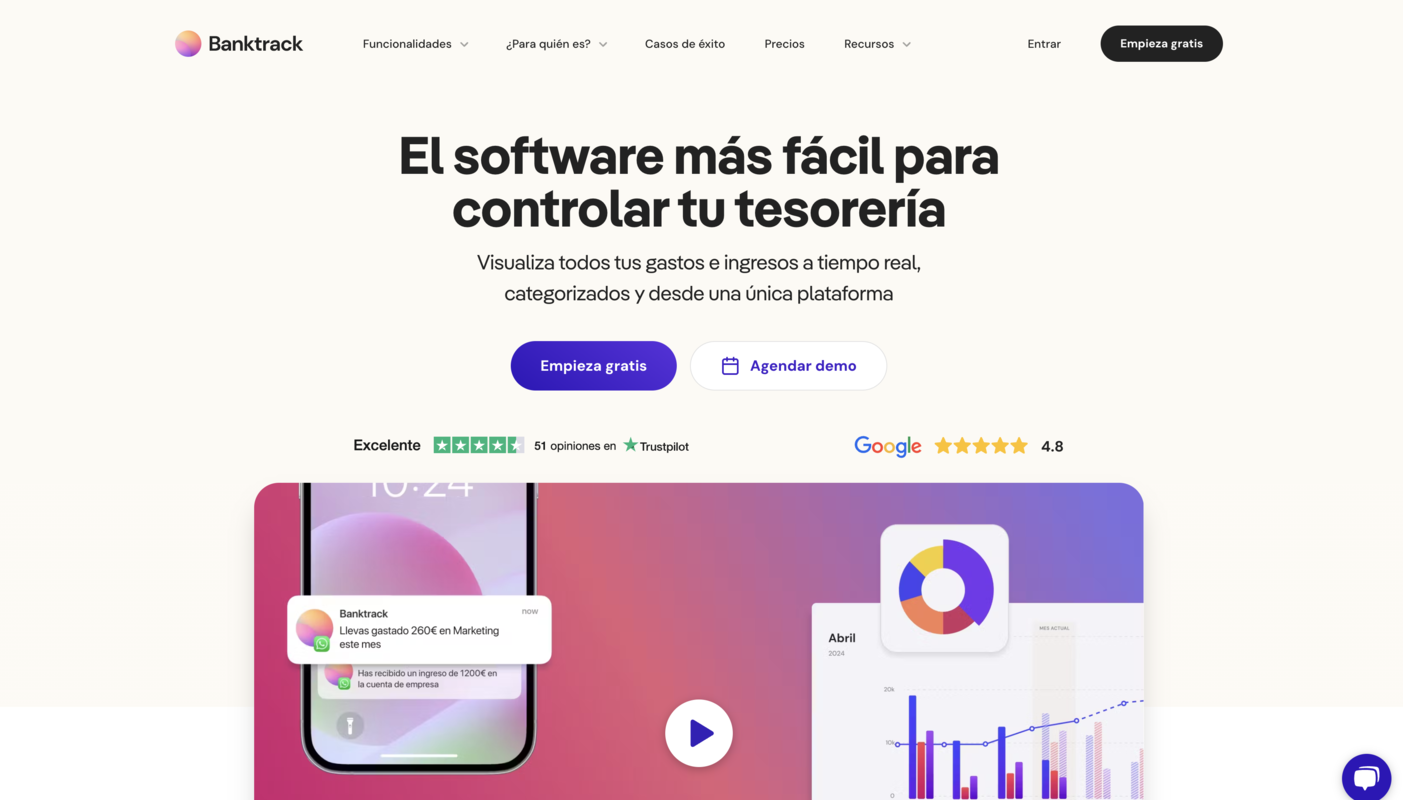 Banktrack
Funcionalidades
¿Para quién es?
Casos de éxito
Precios
Recursos
Entrar
Empieza gratis
El software más fácil para
controlar tu tesorería
Visualiza todos tus gastos e ingresos a tiempo real,
categorizados y desde una única plataforma
Empieza gratis
Agendar demo
Excelente
51 opiniones en
Trustpilot
Google
4.8
10:24
Banktrack
now
Llevas gastado 260€ en Marketing
este mes
Has recibido un ingreso de 1200€ en
la cuenta de empresa
Abril
2024
MES ACTUAL
10k
0